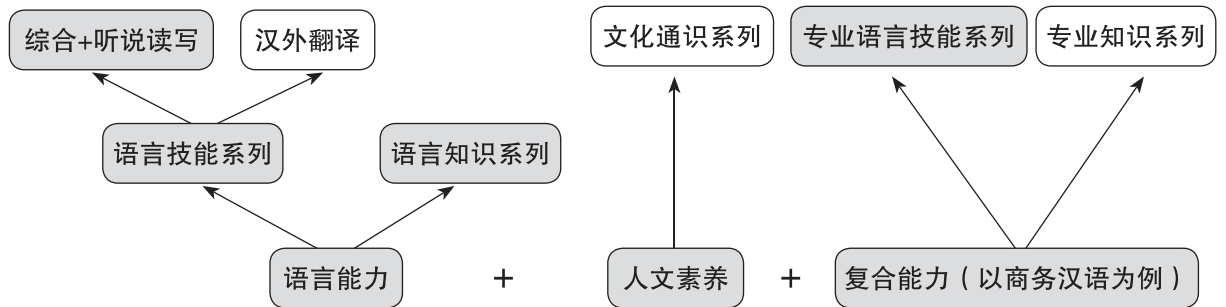 综合+听说读写
汉外翻译
文化通识系列
专业语言技能系列
专业知识系列
语言技能系列
语言知识系列
语言能力
+
人文素养
+
复合能力（以商务汉语为例）